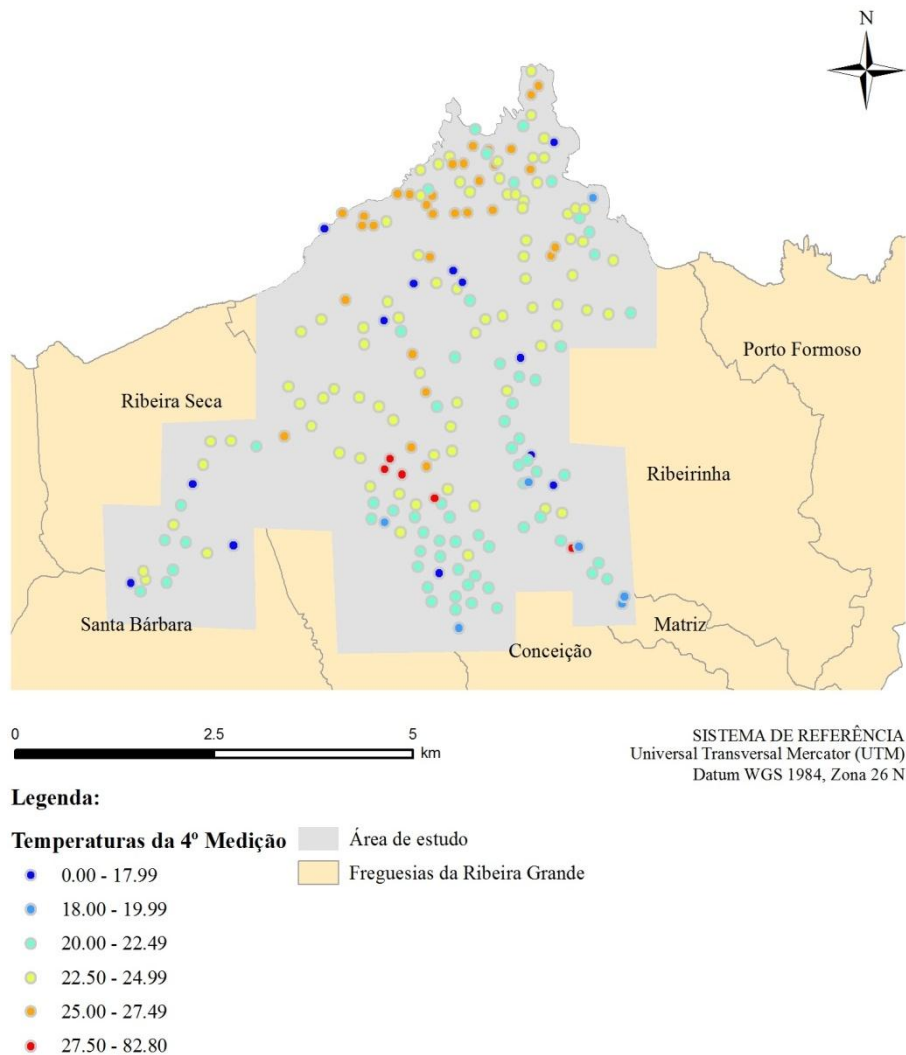 N
Porto Formoso
Ribeira Seca
Ribeirinha
Santa Bárbara
Matriz
Conceição
0
2.5
5
km
SISTEMA DE REFERÊNCIA
Universal Transversal Mercator (UTM)
Datum WGS 1984, Zona 26 N
Legenda:
Temperaturas da 4º Medição
0.00 - 17.99
18.00 - 19.99
20.00 - 22.49
22.50 - 24.99
25.00 - 27.49
27.50 - 82.80
Área de estudo
Freguesias da Ribeira Grande